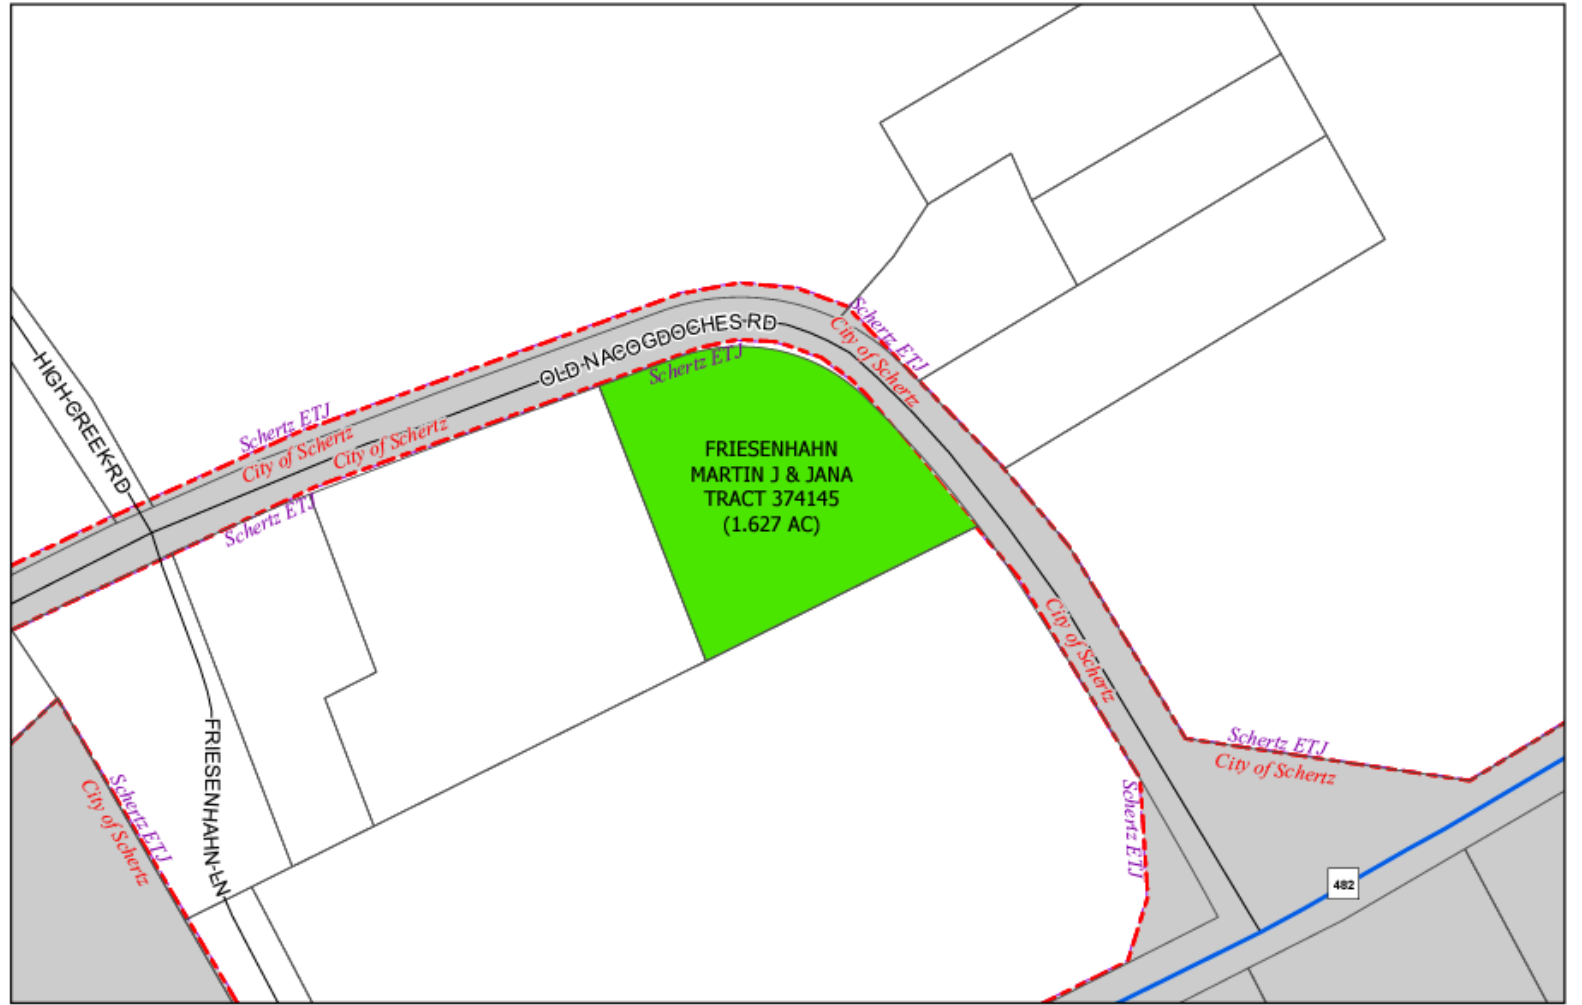 Schertz ETJ
City of Schertz
OLD NACOGDOCHES RD
Schertz ETJ
HIGH CREEK RD
Schertz ETJ
City of Schertz
City of Schertz
FRIESENHAHN
MARTIN J & JANA
TRACT 374145
(1.627 AC)
Schertz ETJ
City of Schertz
FRIESENHAHN LN
Schertz ETJ
City of Schertz
Schertz ETJ
City of Schertz
Schertz ETJ
482